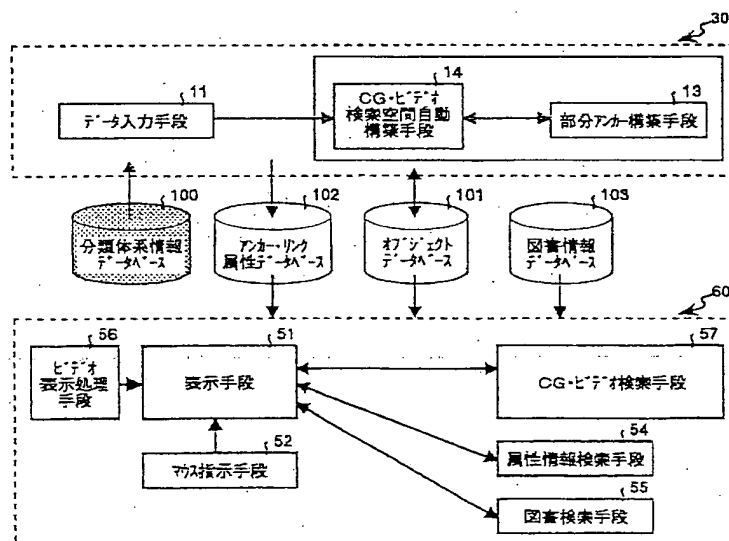 30
11
データ入力手段
14
CG・ビデオ
検索空間自動
構築手段
13
部分アンカー構築手段
100
分類体系情報
データベース
102
アンカー・リンク
属性データベース
101
オブジェクト
データベース
103
図書情報
データベース
60
56
ビデオ
表示処理
手段
51
表示手段
57
CG・ビデオ検索手段
52
マウス指示手段
54
属性情報検索手段
55
図書検索手段